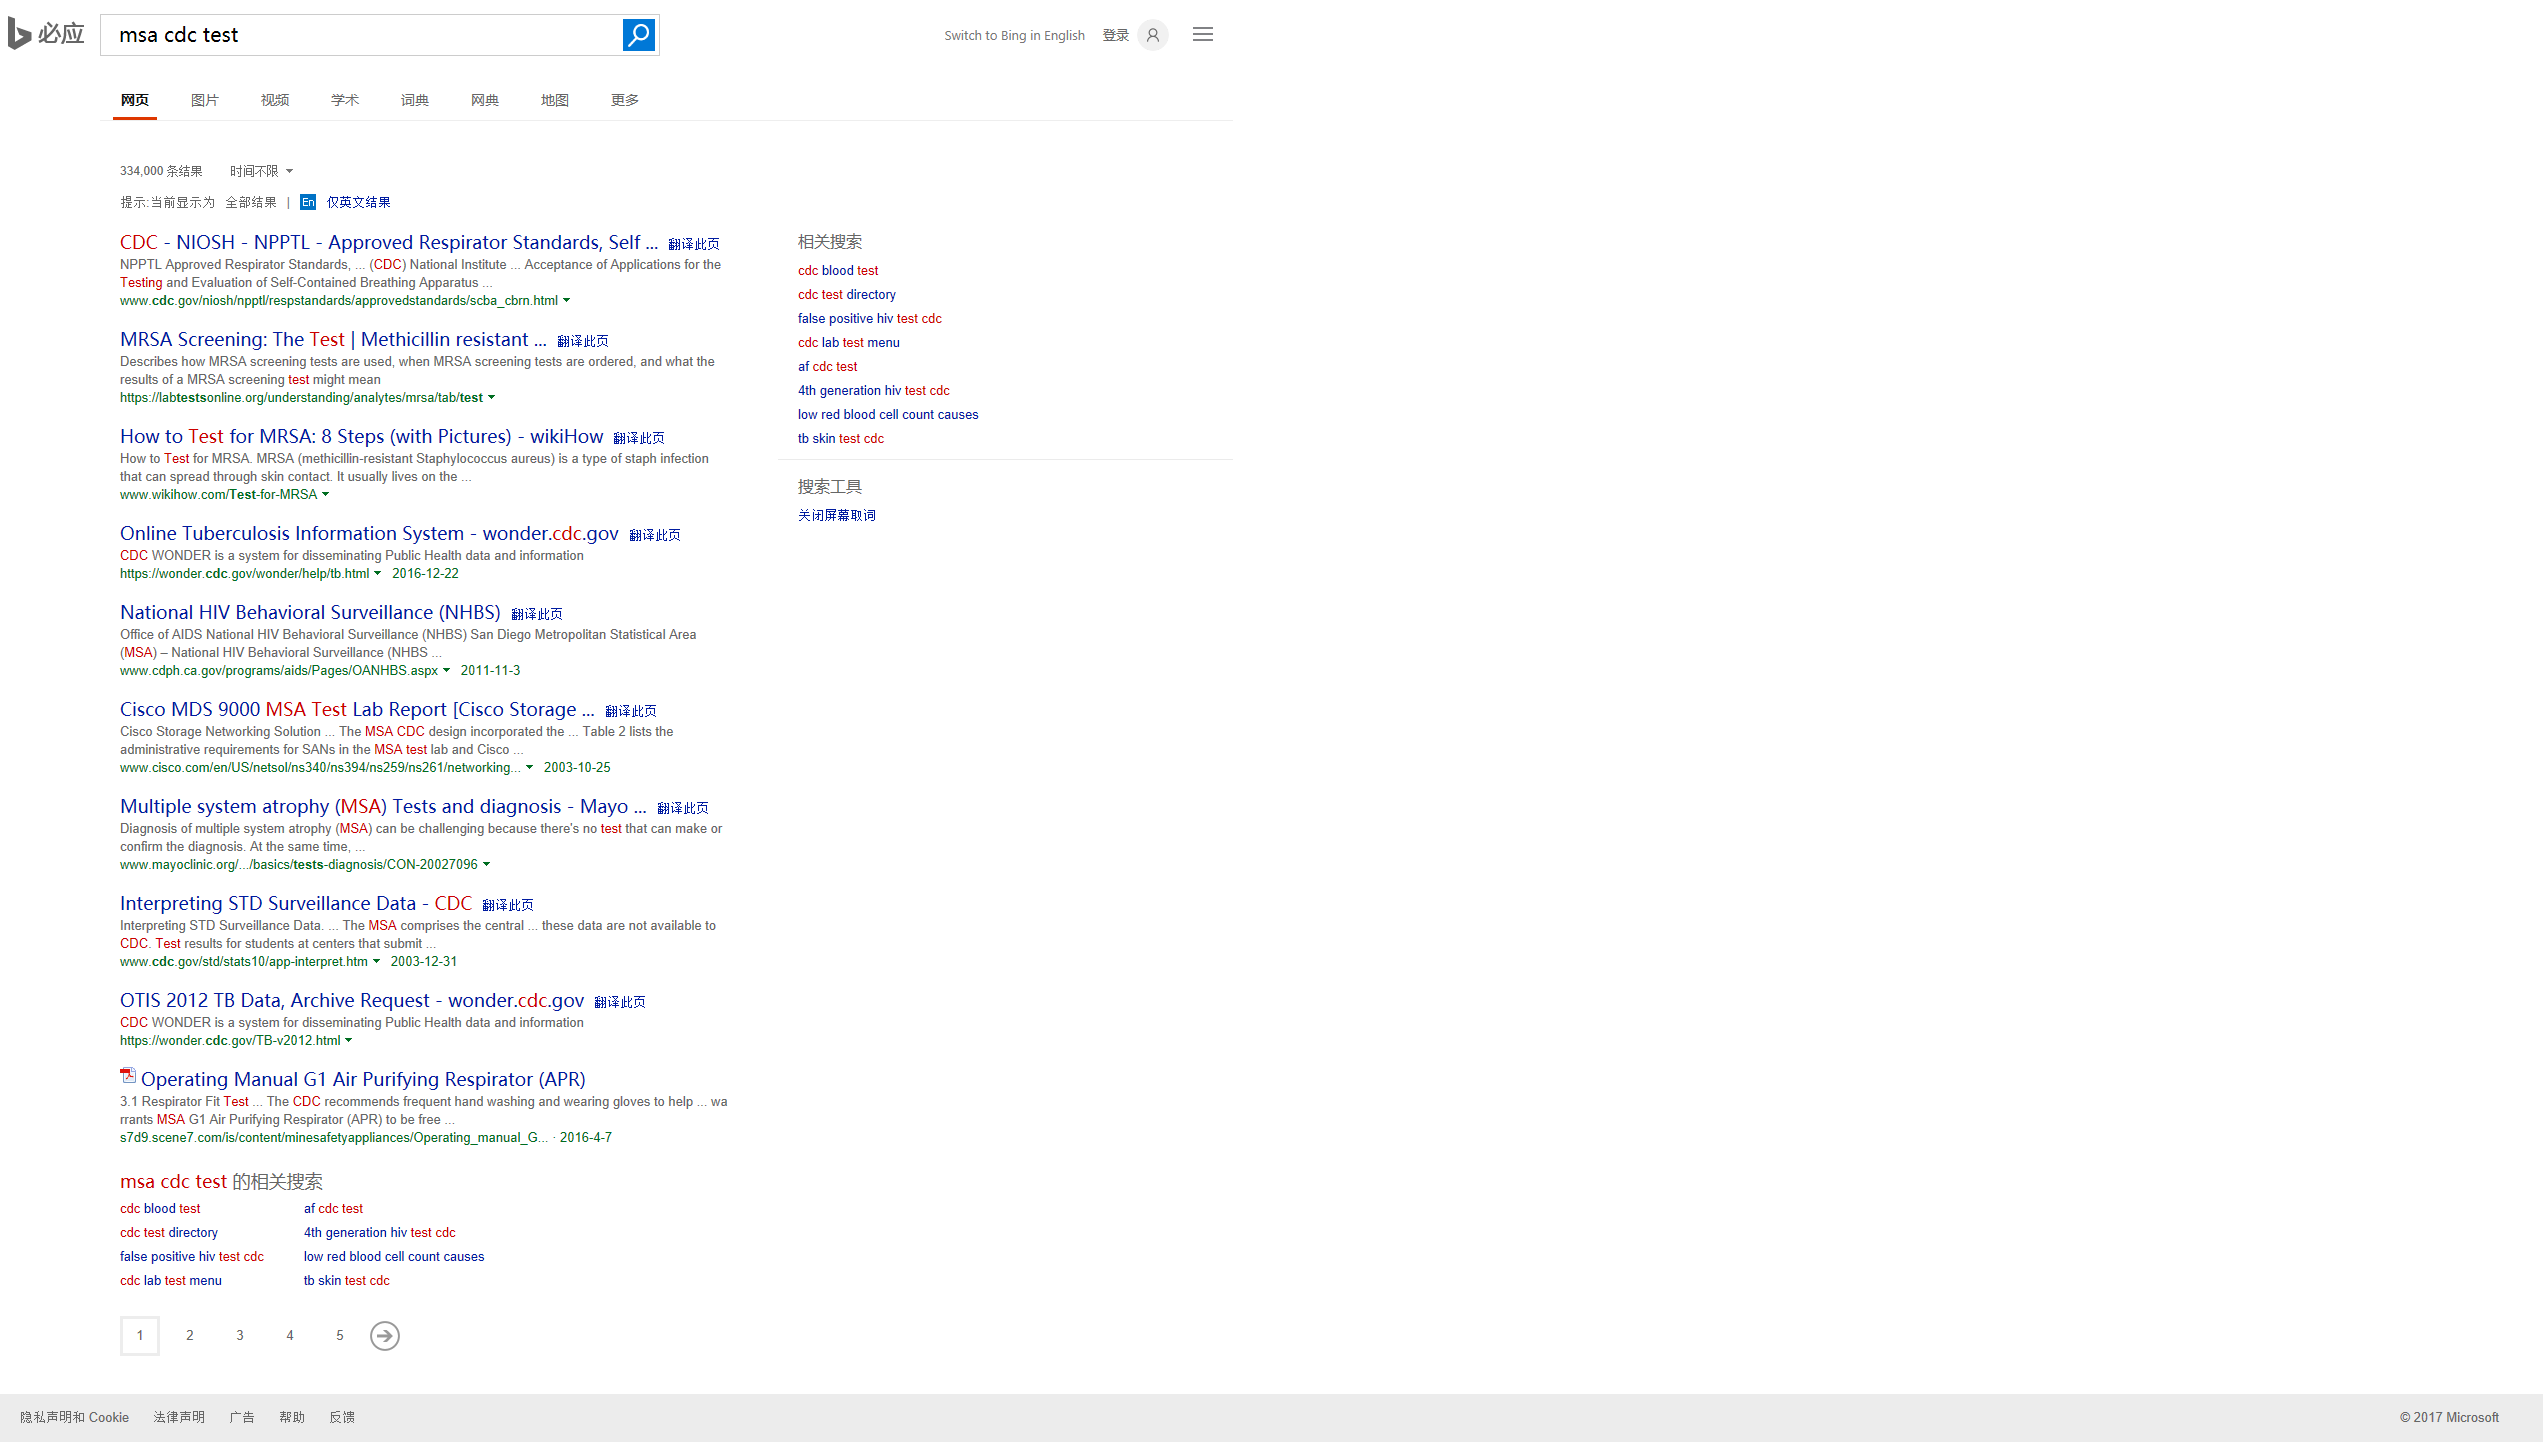 必应
msa cdc test
Switch to Bing in English 登录
网页 图片 视频 学术 词典 网典 地图 更多
334,000 条结果 时间不限
提示:当前显示为 全部结果 | En 仅英文结果
CDC - NIOSH - NPPTL - Approved Respirator Standards, Self ... 翻译此页
NPPTL Approved Respirator Standards, ... (CDC) National Institute ... Acceptance of Applications for the
Testing and Evaluation of Self-Contained Breathing Apparatus ...
www.cdc.gov/niosh/npptl/respstandards/approvedstandards/scba_cbrn.html
MRSA Screening: The Test | Methicillin resistant ... 翻译此页
Describes how MRSA screening tests are used, when MRSA screening tests are ordered, and what the
results of a MRSA screening test might mean
https://labtestsonline.org/understanding/analytes/mrsa/tab/test
How to Test for MRSA: 8 Steps (with Pictures) - wikiHow 翻译此页
How to Test for MRSA. MRSA (methicillin-resistant Staphylococcus aureus) is a type of staph infection
that can spread through skin contact. It usually lives on the ...
www.wikihow.com/Test-for-MRSA
Online Tuberculosis Information System - wonder.cdc.gov 翻译此页
CDC WONDER is a system for disseminating Public Health data and information
https://wonder.cdc.gov/wonder/help/tb.html 2016-12-22
National HIV Behavioral Surveillance (NHBS) 翻译此页
Office of AIDS National HIV Behavioral Surveillance (NHBS) San Diego Metropolitan Statistical Area
(MSA) – National HIV Behavioral Surveillance (NHBS ...
www.cdph.ca.gov/programs/aids/Pages/OANHBS.aspx 2011-11-3
Cisco MDS 9000 MSA Test Lab Report [Cisco Storage ... 翻译此页
Cisco Storage Networking Solution ... The MSA CDC design incorporated the ... Table 2 lists the
administrative requirements for SANs in the MSA test lab and Cisco ...
www.cisco.com/en/US/netsol/ns340/ns394/ns259/ns261/networking... 2003-10-25
Multiple system atrophy (MSA) Tests and diagnosis - Mayo ... 翻译此页
Diagnosis of multiple system atrophy (MSA) can be challenging because there's no test that can make or
confirm the diagnosis. At the same time, ...
www.mayoclinic.org/.../basics/tests-diagnosis/CON-20027096
Interpreting STD Surveillance Data - CDC 翻译此页
Interpreting STD Surveillance Data. ... The MSA comprises the central ... these data are not available to
CDC. Test results for students at centers that submit ...
www.cdc.gov/std/stats10/app-interpret.htm 2003-12-31
OTIS 2012 TB Data, Archive Request - wonder.cdc.gov 翻译此页
CDC WONDER is a system for disseminating Public Health data and information
https://wonder.cdc.gov/TB-v2012.html
Operating Manual G1 Air Purifying Respirator (APR)
3.1 Respirator Fit Test ... The CDC recommends frequent hand washing and wearing gloves to help ... wa
rrants MSA G1 Air Purifying Respirator (APR) to be free ...
s7d9.scene7.com/is/content/minesafetyappliances/Operating_manual_G... · 2016-4-7
msa cdc test 的相关搜索
cdc blood test
cdc test directory
false positive hiv test cdc
cdc lab test menu
af cdc test
4th generation hiv test cdc
low red blood cell count causes
tb skin test cdc
1 2 3 4 5
相关搜索
cdc blood test
cdc test directory
false positive hiv test cdc
cdc lab test menu
af cdc test
4th generation hiv test cdc
low red blood cell count causes
tb skin test cdc
搜索工具
关闭屏幕取词
隐私声明和 Cookie 法律声明 广告 帮助 反馈 © 2017 Microsoft